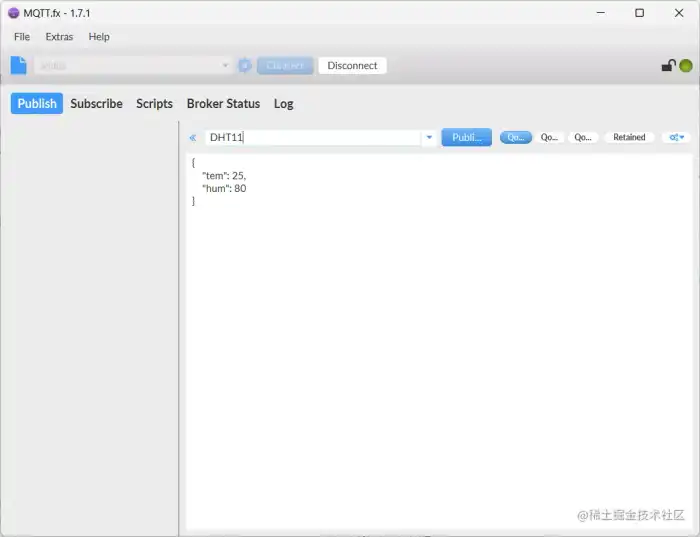 MQTT.fx - 1.7.1
File Extras Help
Connect Disconnect
Publish Subscribe Scripts Broker Status Log
DHT11 Publi... Qo... Qo... Qo... Retained
{
"tem": 25,
"hum": 80
}
@稀土掘金技术社区